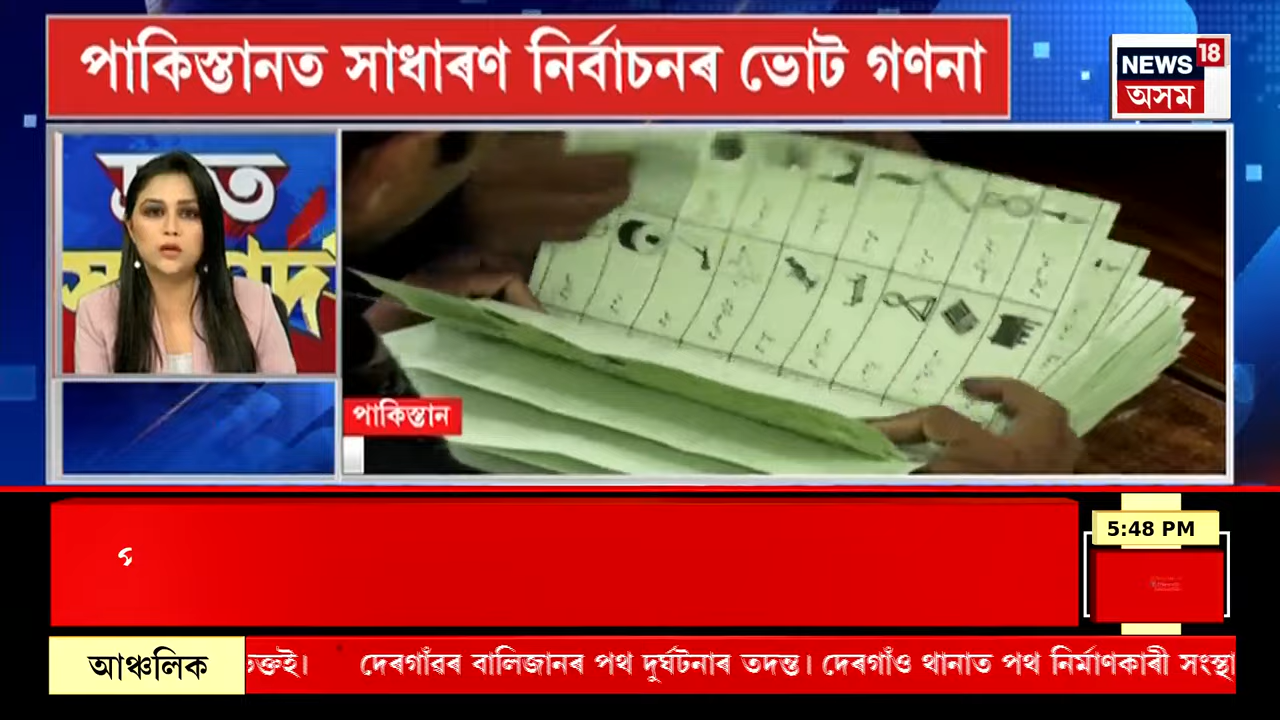 পাকিস্তানত সাধাৰণ নিৰ্বাচনৰ ভোট গণনা
NEWS 18
অসম
পাকিস্তান
5:48 PM
আঞ্চলিক
দেৰগাঁৱৰ বালিজানৰ পথ দুৰ্ঘটনাৰ তদন্ত। দেৰগাঁও থানাত পথ নিৰ্মাণকাৰী সংস্থা